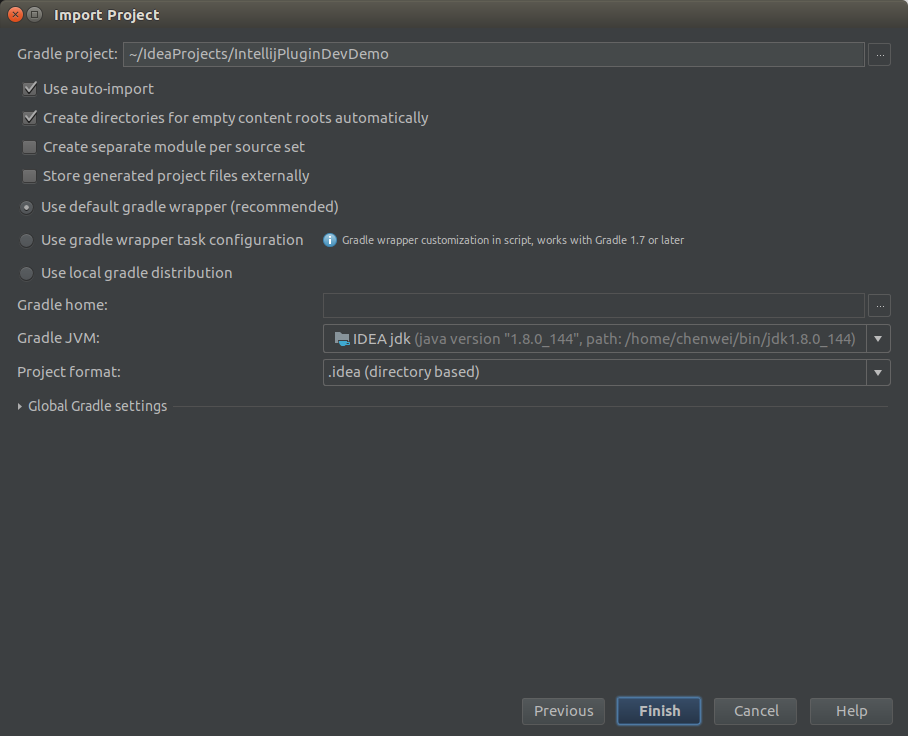 Import Project
Gradle project: ~/IdeaProjects/IntellijPluginDevDemo ...
Use auto-import
Create directories for empty content roots automatically
Create separate module per source set
Store generated project files externally
Use default gradle wrapper (recommended)
Use gradle wrapper task configuration Gradle wrapper customization in script, works with Gradle 1.7 or later
Use local gradle distribution
Gradle home: ...
Gradle JVM: IDEA jdk (java version "1.8.0_144", path: /home/chenwei/bin/jdk1.8.0_144)
Project format: .idea (directory based)
Global Gradle settings
Previous Finish Cancel Help